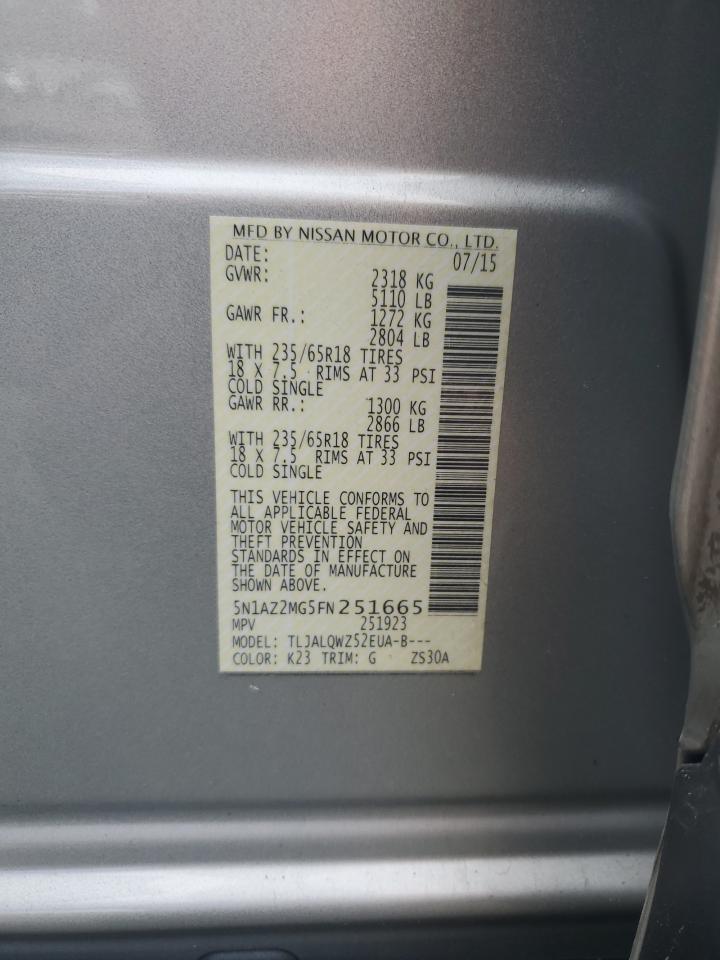 MFD BY NISSAN MOTOR CO., LTD.
DATE: 07/15
GVWR: 2318 KG
5110 LB
GAWR FR.: 1272 KG
2804 LB
WITH 235/65R18 TIRES
18 X 7.5 RIMS AT 33 PSI
COLD SINGLE
GAWR RR.: 1300 KG
2866 LB
WITH 235/65R18 TIRES
18 X 7.5 RIMS AT 33 PSI
COLD SINGLE
THIS VEHICLE CONFORMS TO
ALL APPLICABLE FEDERAL
MOTOR VEHICLE SAFETY AND
THEFT PREVENTION
STANDARDS IN EFFECT ON
THE DATE OF MANUFACTURE
SHOWN ABOVE.
5N1AZ2MG5FN251665
MPV 251923
MODEL: TLJALQWZ52EUA-B---
COLOR: K23 TRIM: G ZS30A